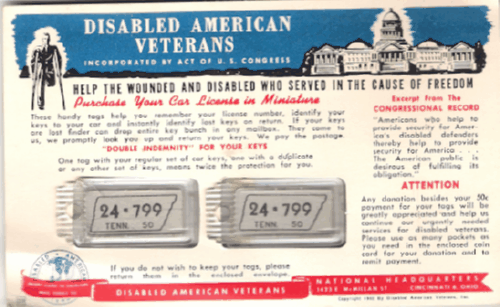 DISABLED AMERICAN
VETERANS
INCORPORATED BY ACT OF U. S. CONGRESS
HELP THE WOUNDED AND DISABLED WHO SERVED IN THE CAUSE OF FREEDOM
Purchase Your Car License in Miniature
These handy tags help you remember your license number, identify your
keys to your car and instantly identify lost keys on return. If your keys
are lost finder can drop entire key bunch in any mailbox. They come to
us, we promptly look you up and return your keys. We pay the postage.
"DOUBLE INDEMNITY" FOR YOUR KEYS
One tag with your regular set of car keys, one with a duplicate
or any other set of keys, means twice the protection for you.
24·799
TENN 50
24·799
TENN 50
If you do not wish to keep your tags, please
return them in the enclosed envelope.
DISABLED AMERICAN VETERANS
Excerpt from The
CONGRESSIONAL RECORD
"Americans who help to
provide security for Amer-
ica's disabled defenders
thereby help to provide
security for America . . .
The American public is
desirous of fulfilling its
obligation."
ATTENTION
Any donation besides your 50c
payment for your tags will be
greatly appreciated and help us
continue our urgently needed
services for disabled veterans.
Please use as many packets as
you need in the enclosed coin
card for your donation and to
remit payment.
NATIONAL HEADQUARTERS
McMILLAN ST. CINCINNATI 6, OHIO
Copyright by Disabled American Veterans, Inc.